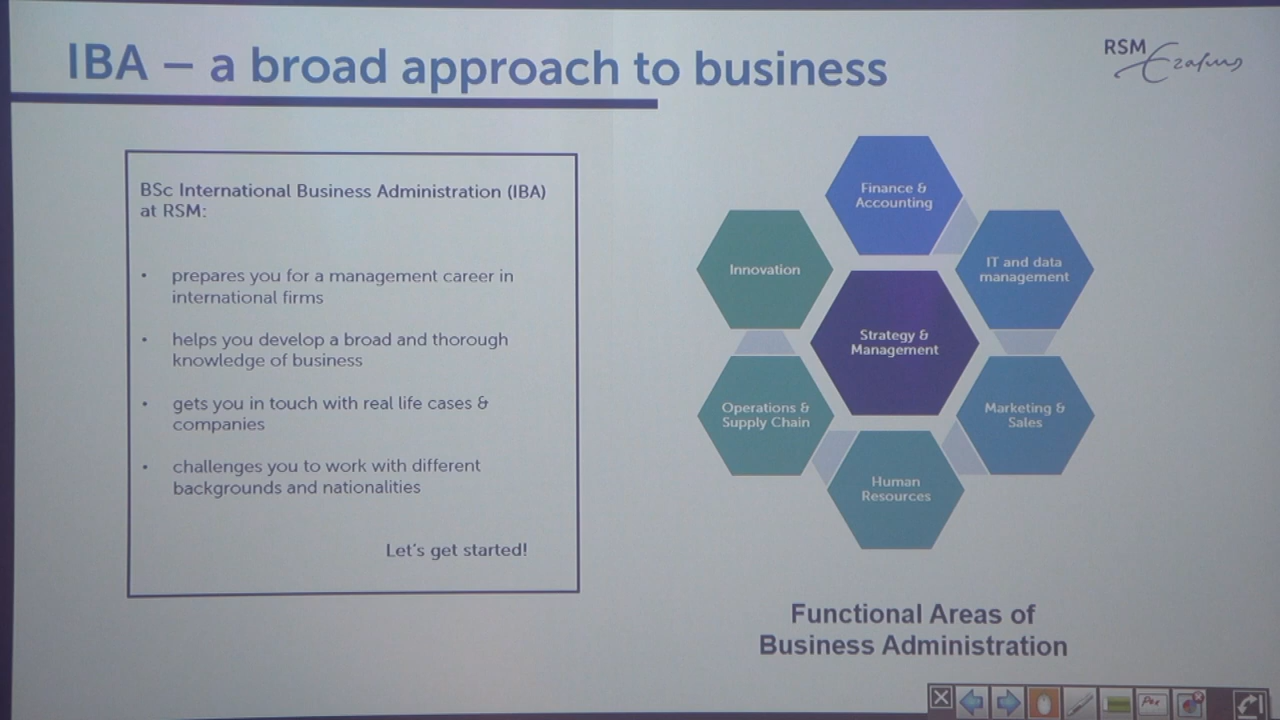 IBA – a broad approach to business
RSM
Erasmus
BSc International Business Administration (IBA)
at RSM:
• prepares you for a management career in
international firms
• helps you develop a broad and thorough
knowledge of business
• gets you in touch with real life cases &
companies
• challenges you to work with different
backgrounds and nationalities
Let's get started!
Finance &
Accounting
Innovation
IT and data
management
Strategy &
Management
Operations &
Supply Chain
Marketing &
Sales
Human
Resources
Functional Areas of
Business Administration
Pen